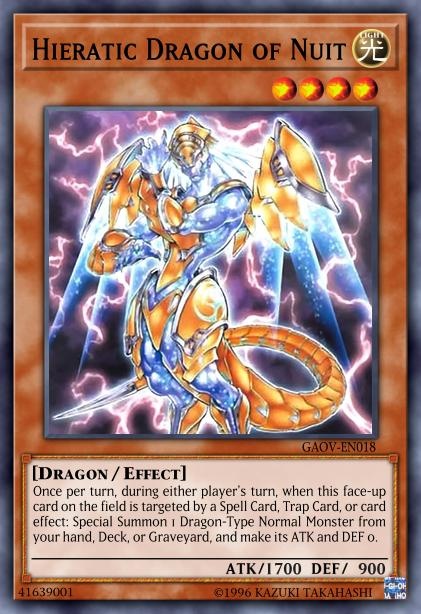 HIERATIC DRAGON OF NUIT
LIGHT
光
GAOV-EN018
[DRAGON / EFFECT]
Once per turn, during either player's turn, when this face-up
card on the field is targeted by a Spell Card, Trap Card, or card
effect: Special Summon 1 Dragon-Type Normal Monster from
your hand, Deck, or Graveyard, and make its ATK and DEF 0.
ATK/1700 DEF/ 900
41639001
©1996 KAZUKI TAKAHASHI